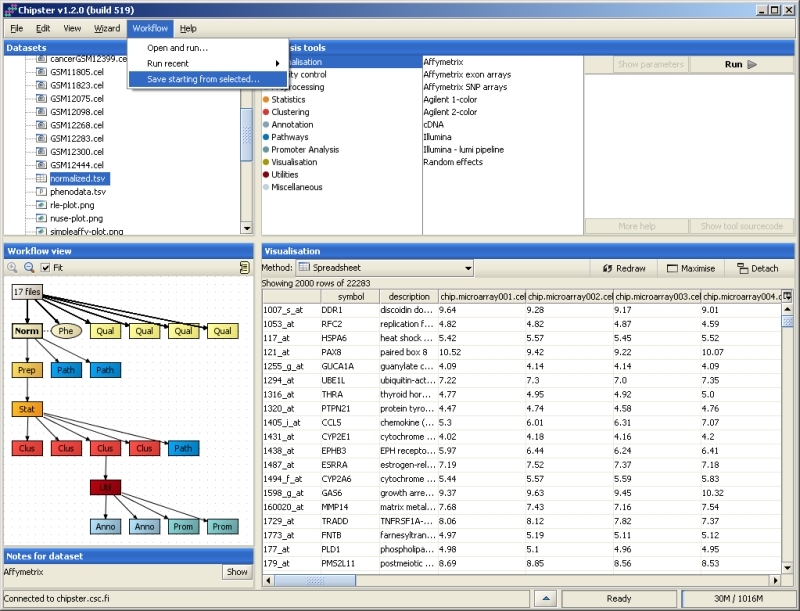 Chipster v1.2.0 (build 519)
File Edit View Wizard Workflow Help
Open and run...
Run recent
Save starting from selected...
Datasets
cancerGSM12399.ce
GSM11805.cel
GSM11823.cel
GSM12075.cel
GSM12098.cel
GSM12268.cel
GSM12283.cel
GSM12300.cel
GSM12444.cel
normalized.tsv
phenodata.tsv
rle-plot.png
nuse-plot.png
simpleaffy-plot.png
sis tools
alisation
ity control
processing
Statistics
Clustering
Annotation
Pathways
Promoter Analysis
Visualisation
Utilities
Miscellaneous
Affymetrix
Affymetrix exon arrays
Affymetrix SNP arrays
Agilent 1-color
Agilent 2-color
cDNA
Illumina
Illumina - lumi pipeline
Random effects
Show parameters Run
More help Show tool sourcecode
Workflow view
Fit
17 files
Norm Phe Qual Qual Qual Qual
Prep Path Path
Stat
Clus Clus Clus Clus Path
Util
Anno Anno Prom Prom
Notes for dataset
Affymetrix Show
Visualisation
Method: Spreadsheet Redraw Maximise Detach
Showing 2000 rows of 22283
symbol description chip.microarray001.cel chip.microarray002.cel chip.microarray003.cel chip.microarray004.c
1007_s_at DDR1 discoidin do... 9.64 9.28 9.17 9.01
1053_at RFC2 replication f... 4.83 4.82 4.87 4.59
117_at HSPA6 heat shock ... 5.42 5.57 5.45 5.52
121_at PAX8 paired box 8 10.52 9.42 9.22 10.07
1255_g_at GUCA1A guanylate c... 4.09 4.14 4.14 4.09
1294_at UBE1L ubiquitin-act... 7.22 7.3 7.0 7.35
1316_at THRA thyroid hor... 4.77 4.95 4.92 5.0
1320_at PTPN21 protein tyro... 4.47 4.74 4.58 4.76
1405_i_at CCL5 chemokine (... 5.3 6.01 6.31 7.07
1431_at CYP2E1 cytochrome ... 4.02 4.18 4.16 4.2
1438_at EPHB3 EPH recepto... 5.97 6.44 6.24 6.41
1487_at ESRRA estrogen-rel... 7.19 7.52 7.37 7.18
1494_f_at CYP2A6 cytochrome ... 5.44 5.57 5.59 5.83
1598_g_at GAS6 growth arre... 9.37 9.63 9.45 10.32
160020_at MMP14 matrix metal... 7.68 7.43 7.16 7.54
1729_at TRADD TNFRSF1A-... 8.06 8.12 7.82 7.37
1773_at FNTB farnesyltran... 4.97 5.19 5.11 5.12
177_at PLD1 phospholipa... 4.98 5.1 4.96 4.95
179_at PMS2L11 postmeiotic ... 8.69 8.85 8.56 8.53
Connected to chipster.csc.fi Ready 30M / 1016M